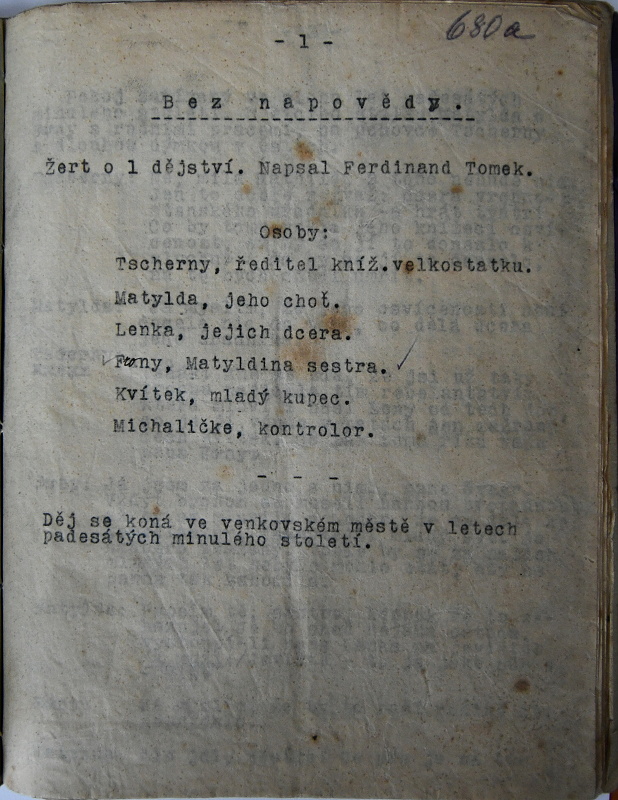 - 1 -
680a
Bez napovědy.
Žert o 1 dějství. Napsal Ferdinand Tomek.
Osoby:
Tscherny, ředitel kníž.velkostatku.
Matylda, jeho choť.
Lenka, jejich dcera.
Fany, Matyldina sestra.
Kvítek, mladý kupec.
Michaličke, kontrolor.
- - -
Děj se koná ve venkovském městě v letech
padesátých minulého století.